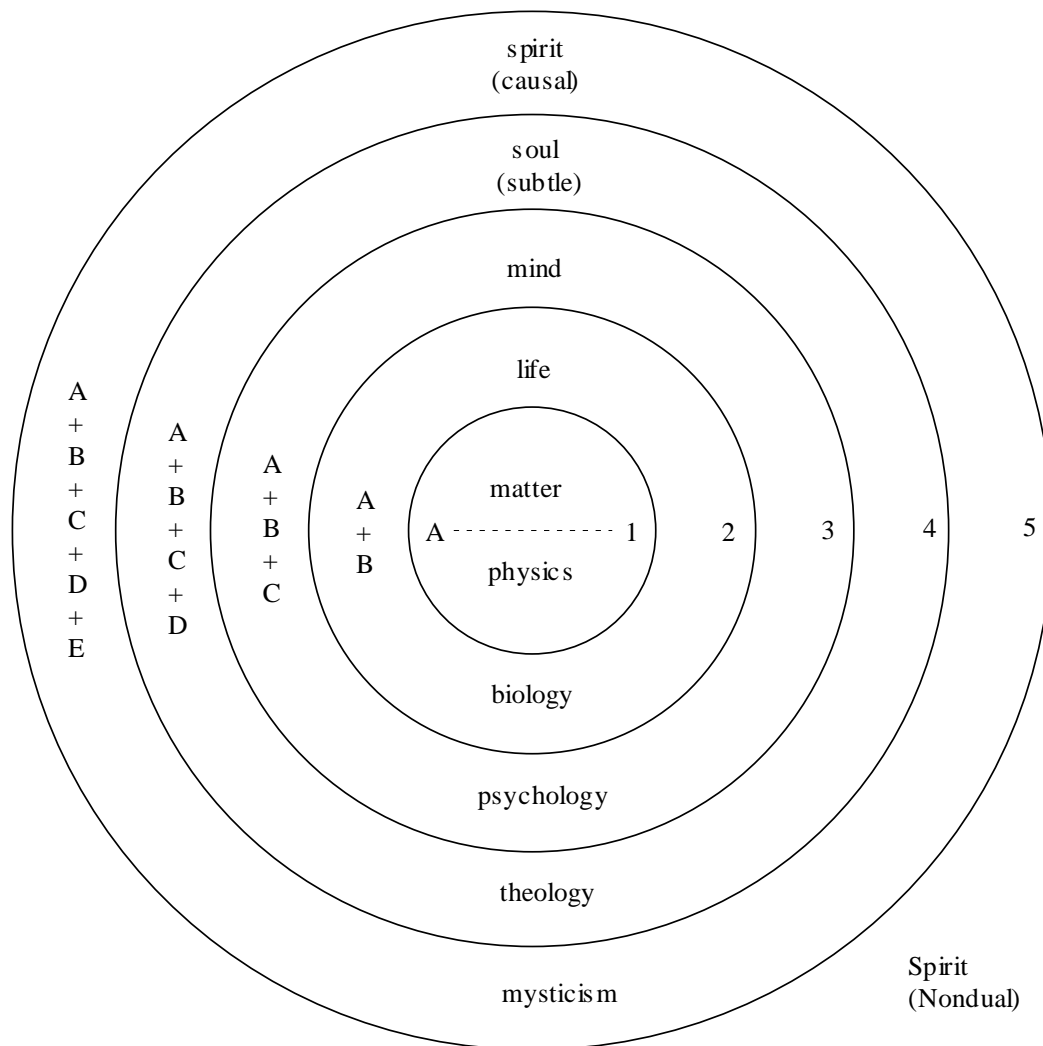 spirit
(causal)
soul
(subtle)
mind
life
matter
A
+
B
+
C
+
D
+
E
A
+
B
+
C
+
D
A
+
B
+
C
A
+
B
A 1 2 3 4 5
physics
biology
psychology
theology
mysticism
Spirit
(Nondual)